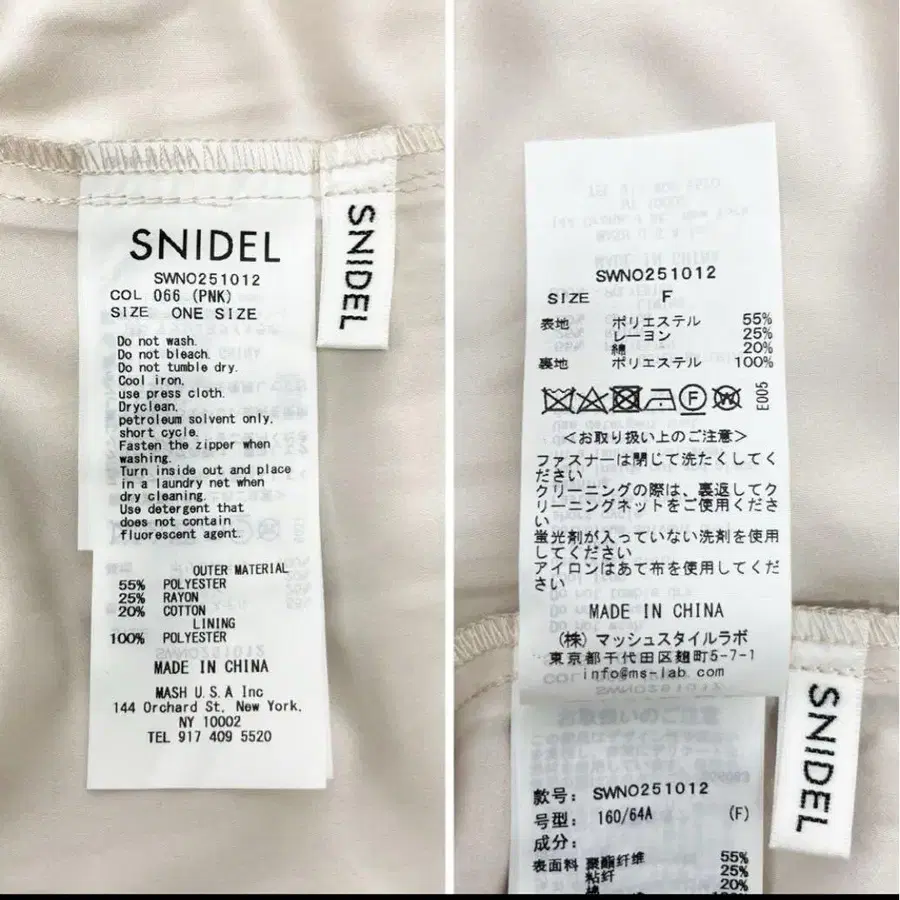 SNIDEL
SWNO251012
COL 066 (PNK)
SIZE ONE SIZE
Do not wash.
Do not bleach.
Do not tumble dry.
Cool iron.
use press cloth.
Dryclean,
petroleum solvent only,
short cycle.
Fasten the zipper when
washing.
Turn inside out and place
in a laundry net when
dry cleaning.
Use detergent that
does not contain
fluorescent agent.
OUTER MATERIAL
55% POLYESTER
25% RAYON
20% COTTON
LINING
100% POLYESTER
MADE IN CHINA
MASH U.S.A Inc
144 Orchard St. New York,
NY 10002
TEL 917 409 5520
SNIDEL
SWNO251012
SIZE F
表地 ポリエステル 55%
レーヨン 25%
綿 20%
裏地 ポリエステル 100%
F
W
E005
<お取り扱い上のご注意>
ファスナーは閉じて洗たくしてく
ださい
クリーニングの際は、裏返してク
リーニングネットをご使用くださ
い
蛍光剤が入っていない洗剤を使用
してください
アイロンはあて布を使用してくだ
さい
MADE IN CHINA
(株)マッシュスタイルラボ
東京都千代田区麹町5-7-1
info@ms-lab.com
款号: SWNO251012
号型: 160/64A (F)
成分:
表面料 聚酯纤维 55%
粘纤 25%
棉 20%
SNIDEL